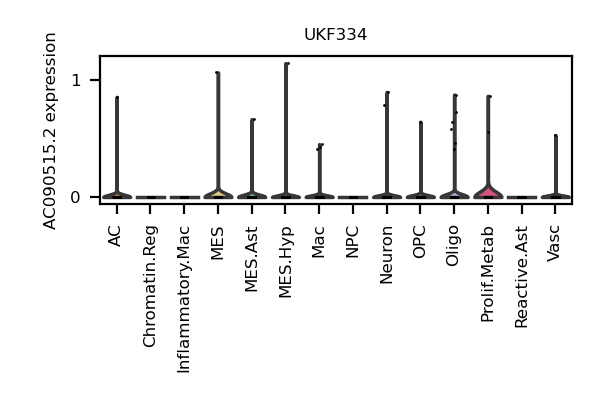 UKF334
AC090515.2 expression
1
0
AC
Chromatin.Reg
Inflammatory.Mac
MES
MES.Ast
MES.Hyp
Mac
NPC
Neuron
OPC
Oligo
Prolif.Metab
Reactive.Ast
Vasc